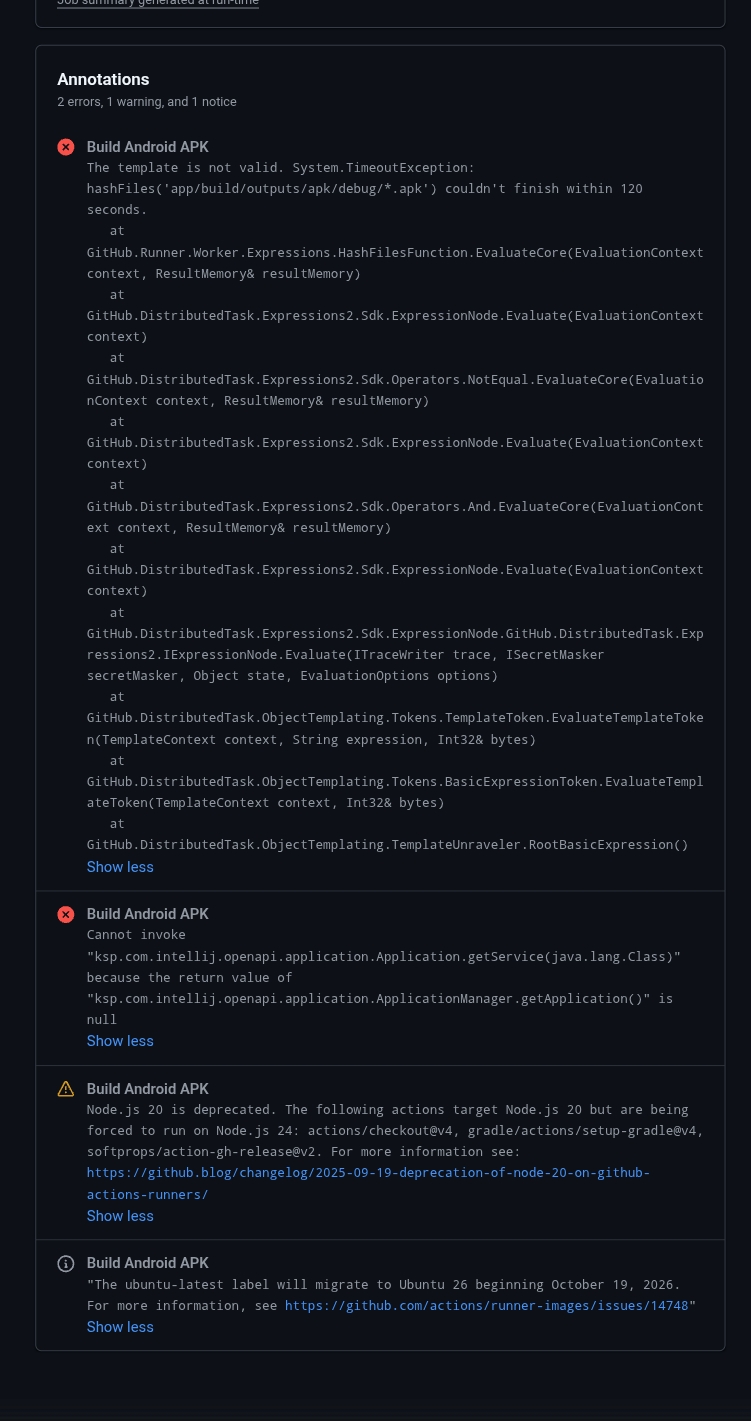 Job summary generated at run-time
Annotations
2 errors, 1 warning, and 1 notice
Build Android APK
The template is not valid. System.TimeoutException:
hashFiles('app/build/outputs/apk/debug/*.apk') couldn't finish within 120
seconds.
at
GitHub.Runner.Worker.Expressions.HashFilesFunction.EvaluateCore(EvaluationContext
context, ResultMemory& resultMemory)
at
GitHub.DistributedTask.Expressions2.Sdk.ExpressionNode.Evaluate(EvaluationContext
context)
at
GitHub.DistributedTask.Expressions2.Sdk.Operators.NotEqual.EvaluateCore(Evaluatio
nContext context, ResultMemory& resultMemory)
at
GitHub.DistributedTask.Expressions2.Sdk.ExpressionNode.Evaluate(EvaluationContext
context)
at
GitHub.DistributedTask.Expressions2.Sdk.Operators.And.EvaluateCore(EvaluationCont
ext context, ResultMemory& resultMemory)
at
GitHub.DistributedTask.Expressions2.Sdk.ExpressionNode.Evaluate(EvaluationContext
context)
at
GitHub.DistributedTask.Expressions2.Sdk.ExpressionNode.GitHub.DistributedTask.Exp
ressions2.IExpressionNode.Evaluate(ITraceWriter trace, ISecretMasker
secretMasker, Object state, EvaluationOptions options)
at
GitHub.DistributedTask.ObjectTemplating.Tokens.TemplateToken.EvaluateTemplateToke
n(TemplateContext context, String expression, Int32& bytes)
at
GitHub.DistributedTask.ObjectTemplating.Tokens.BasicExpressionToken.EvaluateTempl
ateToken(TemplateContext context, Int32& bytes)
at
GitHub.DistributedTask.ObjectTemplating.TemplateUnraveler.RootBasicExpression()
Show less
Build Android APK
Cannot invoke
"ksp.com.intellij.openapi.application.Application.getService(java.lang.Class)"
because the return value of
"ksp.com.intellij.openapi.application.ApplicationManager.getApplication()" is
null
Show less
Build Android APK
Node.js 20 is deprecated. The following actions target Node.js 20 but are being
forced to run on Node.js 24: actions/checkout@v4, gradle/actions/setup-gradle@v4,
softprops/action-gh-release@v2. For more information see:
https://github.blog/changelog/2025-09-19-deprecation-of-node-20-on-github-
actions-runners/
Show less
Build Android APK
"The ubuntu-latest label will migrate to Ubuntu 26 beginning October 19, 2026.
For more information, see https://github.com/actions/runner-images/issues/14748"
Show less